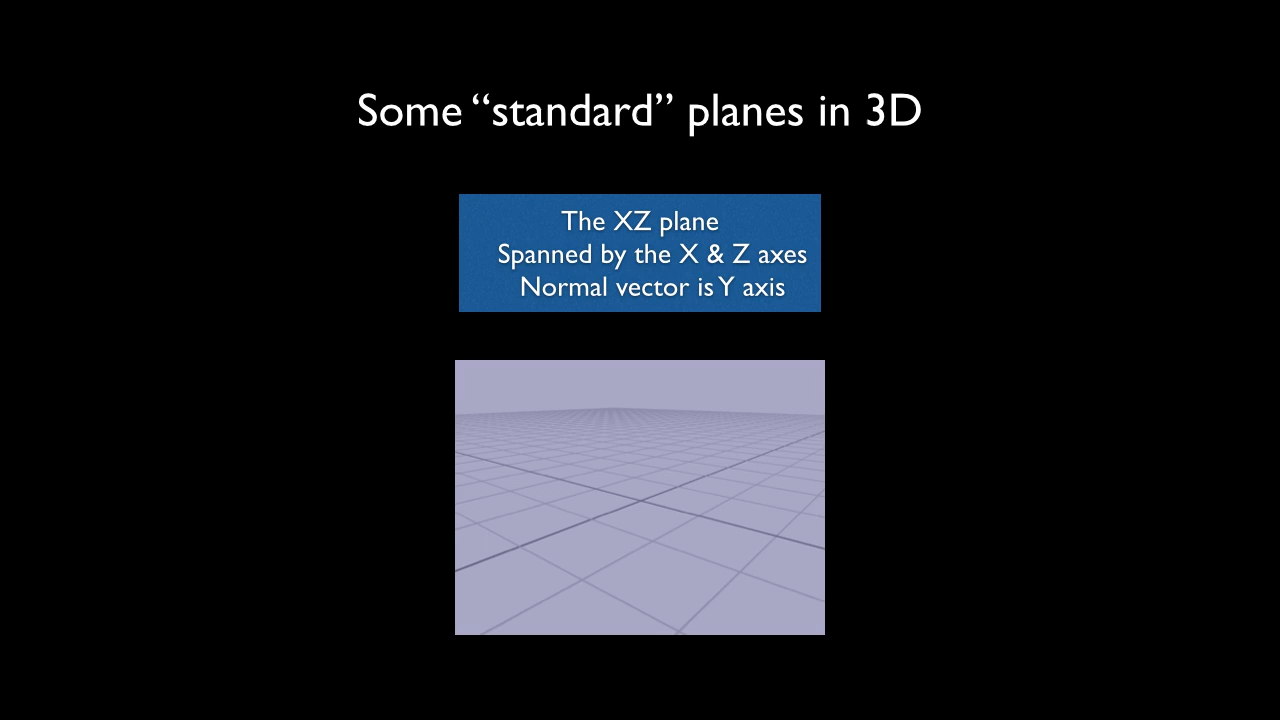 Some “standard” planes in 3D
The XZ plane
Spanned by the X & Z axes
Normal vector is Y axis